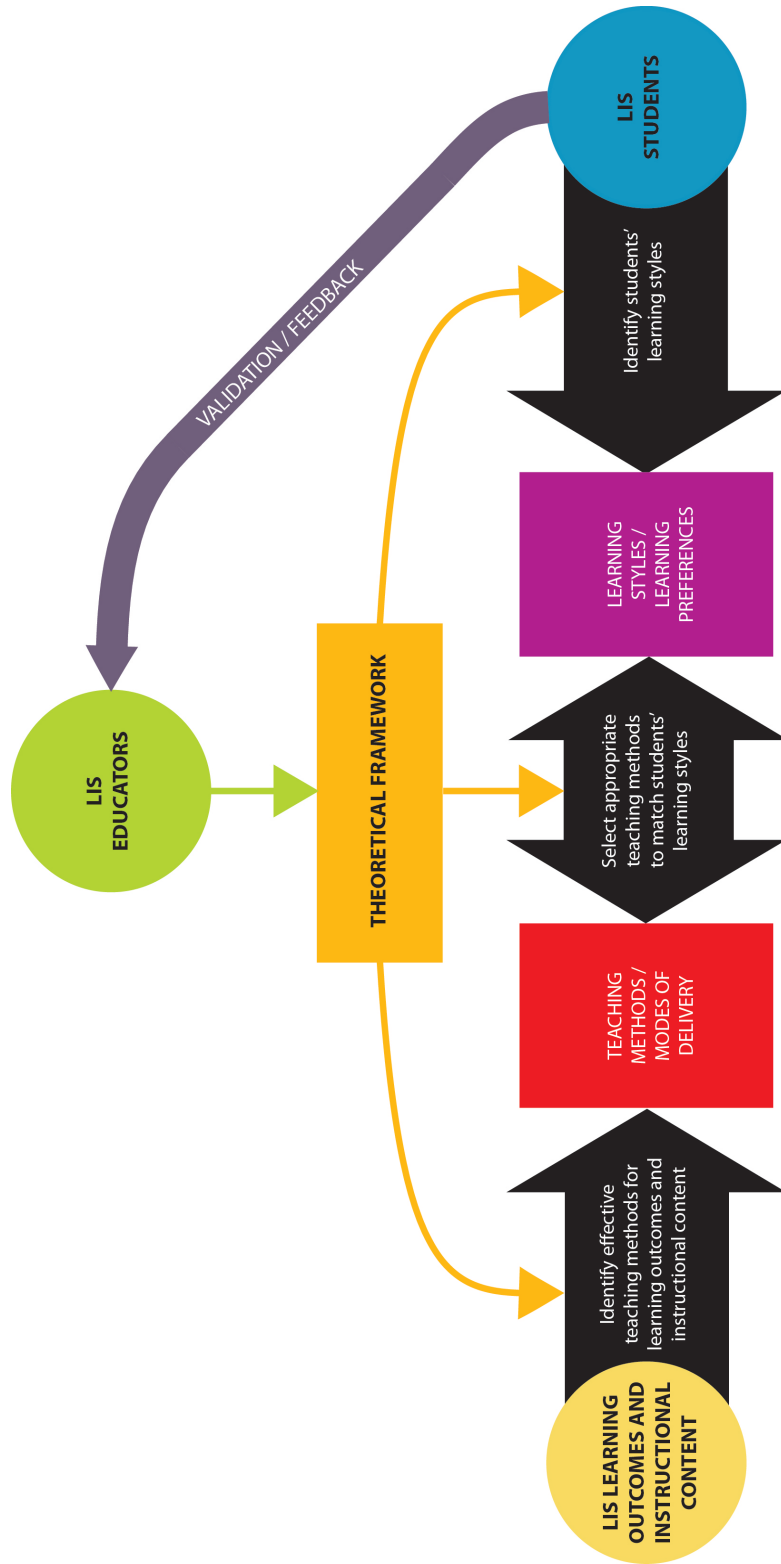 LIS
EDUCATORS
VALIDATION / FEEDBACK
THEORETICAL FRAMEWORK
LIS LEARNING
OUTCOMES AND
INSTRUCTIONAL
CONTENT
Identify effective
teaching methods for
learning outcomes and
instructional content
TEACHING
METHODS /
MODES OF
DELIVERY
Select appropriate
teaching methods
to match students’
learning styles
LEARNING
STYLES /
LEARNING
PREFERENCES
Identify students’
learning styles
LIS
STUDENTS